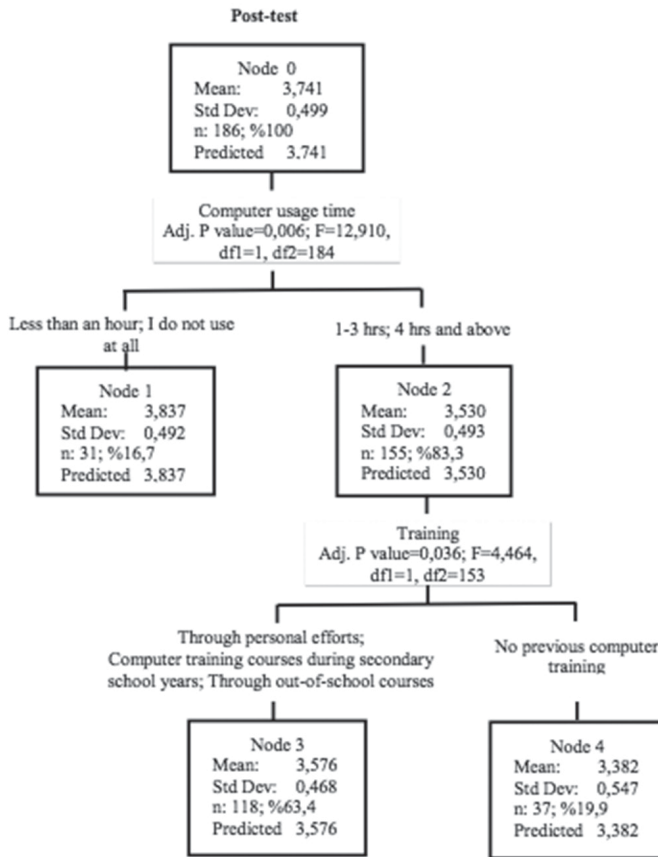 Post-test
Node 0
Mean: 3,741
Std Dev: 0,499
n: 186; %100
Predicted 3.741
Computer usage time
Adj. P value=0,006; F=12,910,
df1=1, df2=184
Less than an hour; I do not use
at all
1-3 hrs; 4 hrs and above
Node 1
Mean: 3,837
Std Dev: 0,492
n: 31; %16,7
Predicted 3,837
Node 2
Mean: 3,530
Std Dev: 0,493
n: 155; %83,3
Predicted 3,530
Training
Adj. P value=0,036; F=4,464,
df1=1, df2=153
Through personal efforts;
Computer training courses during secondary
school years; Through out-of-school courses
No previous computer
training
Node 3
Mean: 3,576
Std Dev: 0,468
n: 118; %63,4
Predicted 3,576
Node 4
Mean: 3,382
Std Dev: 0,547
n: 37; %19,9
Predicted 3,382